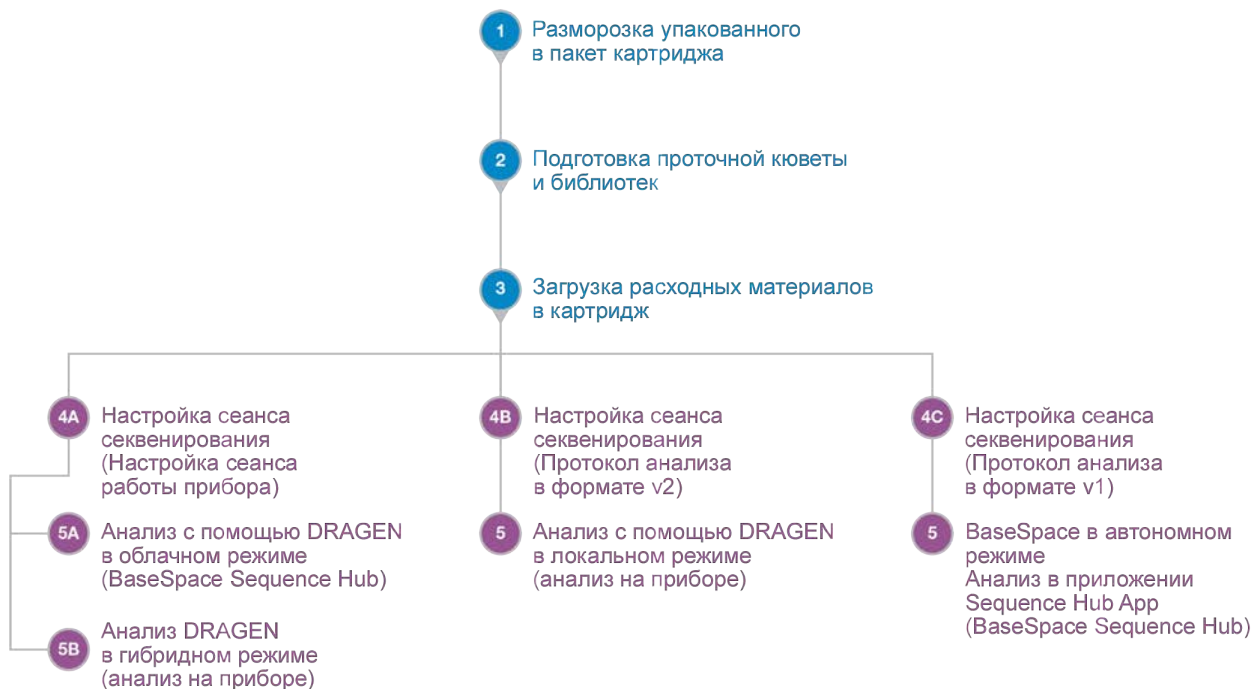 1
Разморозка упакованного
в пакет картриджа
2
Подготовка проточной кюветы
и библиотек
3
Загрузка расходных материалов
в картридж
4A
Настройка сеанса
секвенирования
(Настройка сеанса
работы прибора)
5A
Анализ с помощью DRAGEN
в облачном режиме
(BaseSpace Sequence Hub)
5B
Анализ DRAGEN
в гибридном режиме
(анализ на приборе)
4B
Настройка сеанса
секвенирования
(Протокол анализа
в формате v2)
5
Анализ с помощью DRAGEN
в локальном режиме
(анализ на приборе)
4C
Настройка сеанса
секвенирования
(Протокол анализа
в формате v1)
5
BaseSpace в автономном
режиме
Анализ в приложении
Sequence Hub App
(BaseSpace Sequence Hub)